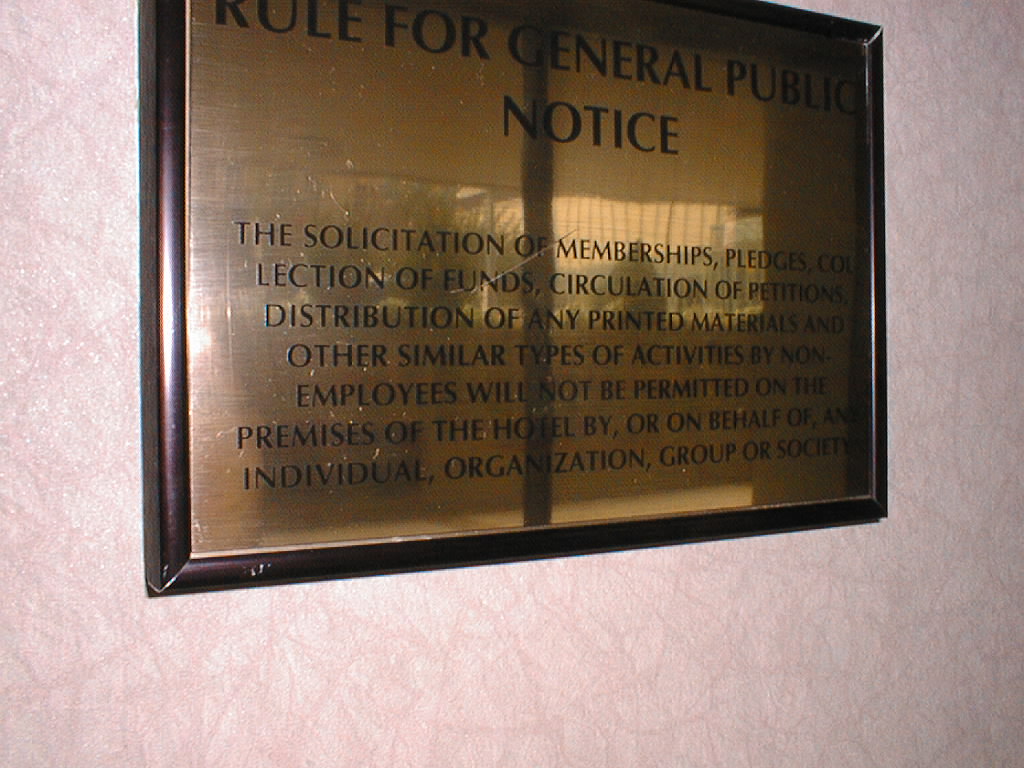 RULE FOR GENERAL PUBLIC
NOTICE
THE SOLICITATION OF MEMBERSHIPS, PLEDGES, COL-
LECTION OF FUNDS, CIRCULATION OF PETITIONS,
DISTRIBUTION OF ANY PRINTED MATERIALS AND
OTHER SIMILAR TYPES OF ACTIVITIES BY NON-
EMPLOYEES WILL NOT BE PERMITTED ON THE
PREMISES OF THE HOTEL BY, OR ON BEHALF OF, ANY
INDIVIDUAL, ORGANIZATION, GROUP OR SOCIETY